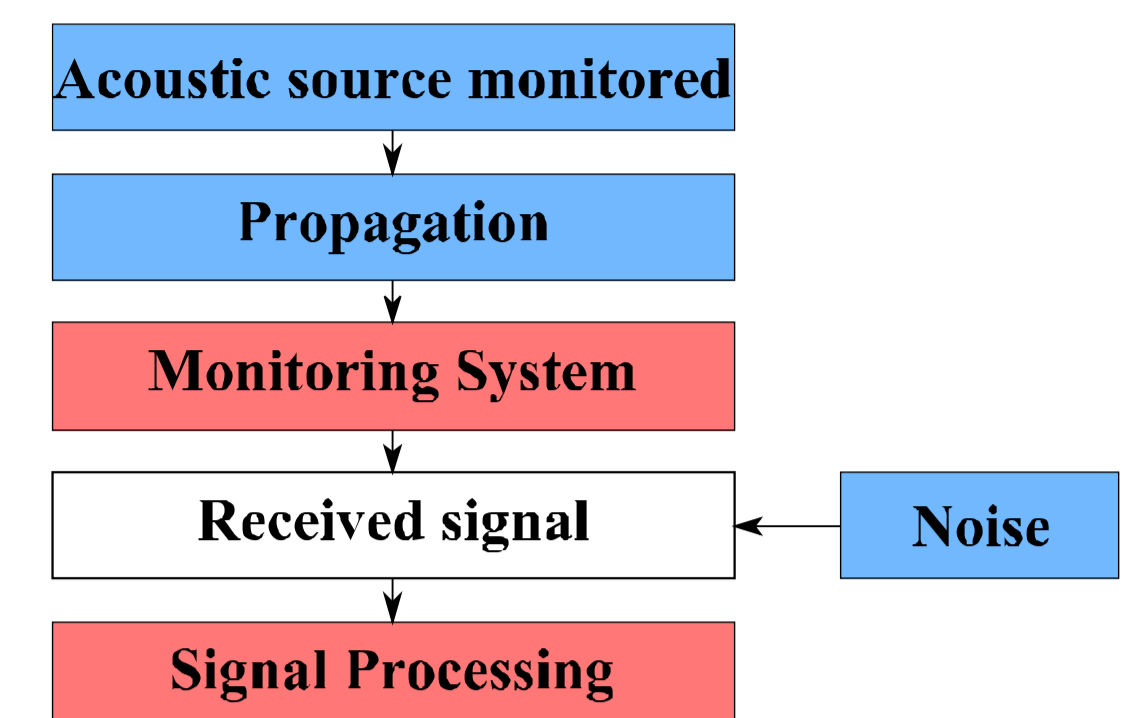 Acoustic source monitored
Propagation
Monitoring System
Received signal
Noise
Signal Processing